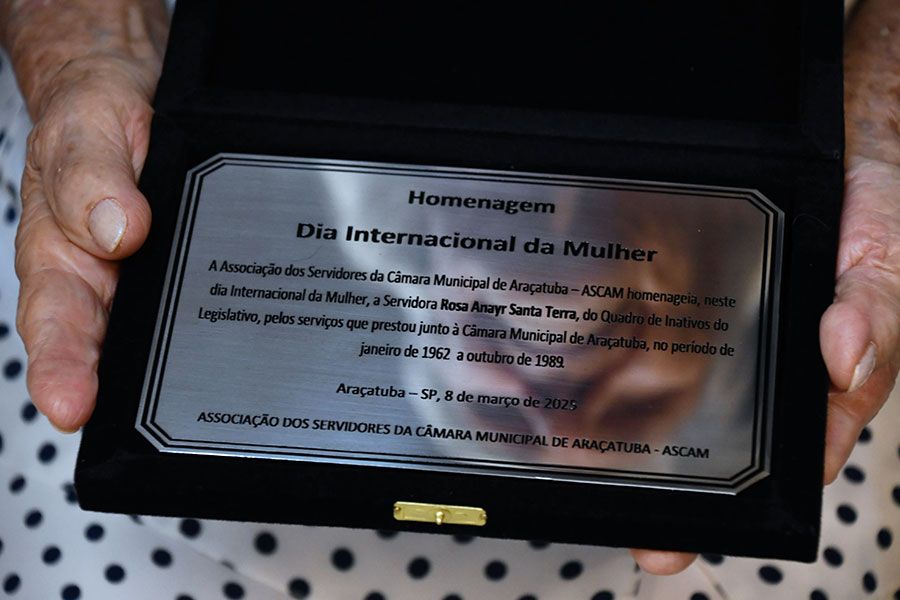 Homenagem
Dia Internacional da Mulher
A Associação dos Servidores da Câmara Municipal de Araçatuba – ASCAM homenageia, neste
dia Internacional da Mulher, a Servidora Rosa Anayr Santa Terra, do Quadro de Inativos do
Legislativo, pelos serviços que prestou junto à Câmara Municipal de Araçatuba, no período de
janeiro de 1962 a outubro de 1989.
Araçatuba – SP, 8 de março de 2025
ASSOCIAÇÃO DOS SERVIDORES DA CÂMARA MUNICIPAL DE ARAÇATUBA - ASCAM